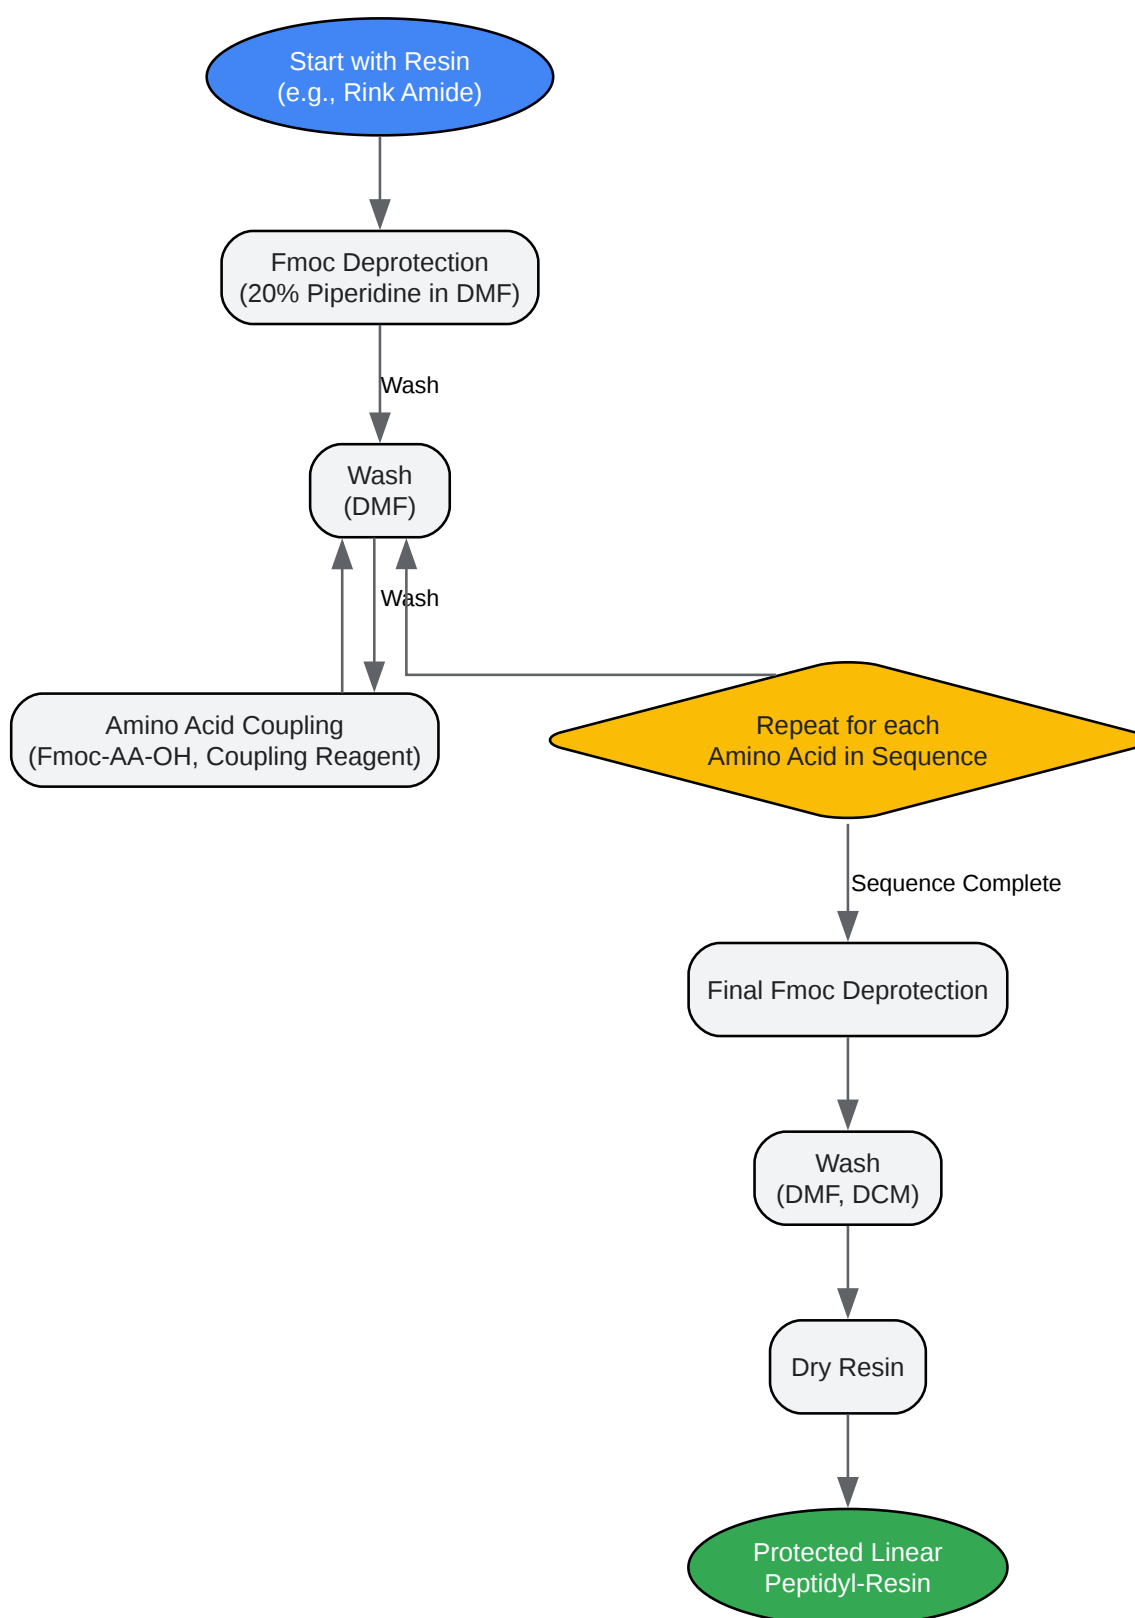 Start with Resin
(e.g., Rink Amide)
Fmoc Deprotection
(20% Piperidine in DMF)
Wash
Wash
(DMF)
Wash
Amino Acid Coupling
(Fmoc-AA-OH, Coupling Reagent)
Repeat for each
Amino Acid in Sequence
Sequence Complete
Final Fmoc Deprotection
Wash
(DMF, DCM)
Dry Resin
Protected Linear
Peptidyl-Resin